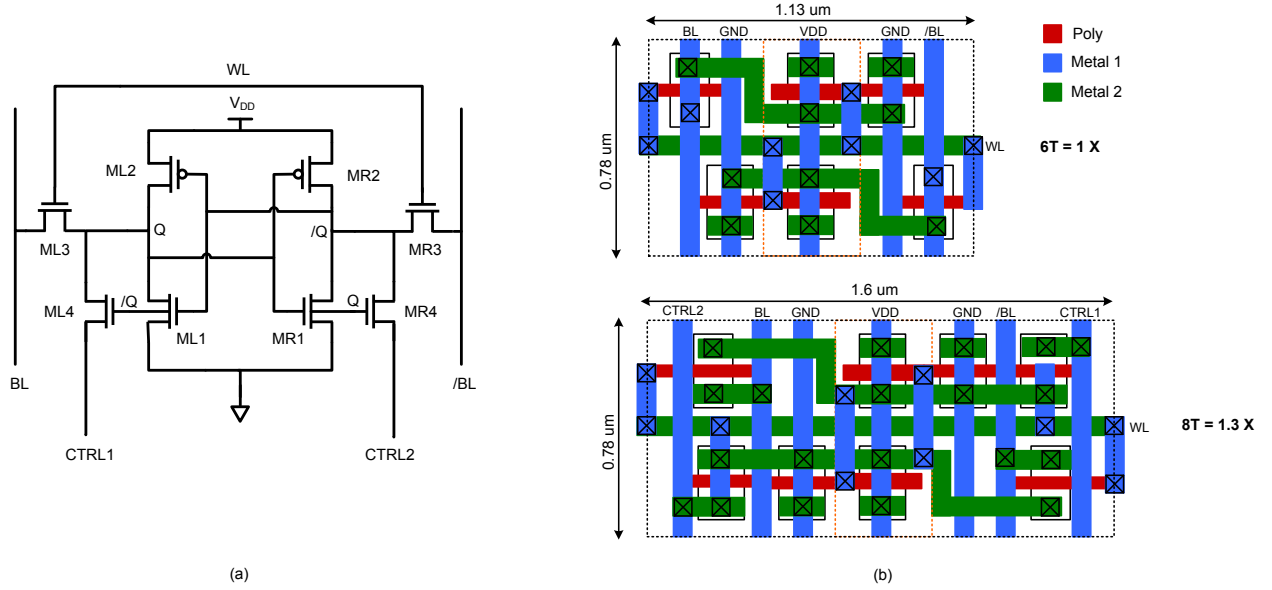 WL
V_DD
ML2
MR2
ML3
Q
/Q
MR3
ML4
/Q
ML1
MR1
Q
MR4
BL
/BL
CTRL1
CTRL2
(a)
1.13 um
BL GND VDD GND /BL
0.78 um
WL
Poly
Metal 1
Metal 2
6T = 1 X
1.6 um
CTRL2 BL GND VDD GND /BL CTRL1
0.78 um
WL
8T = 1.3 X
(b)